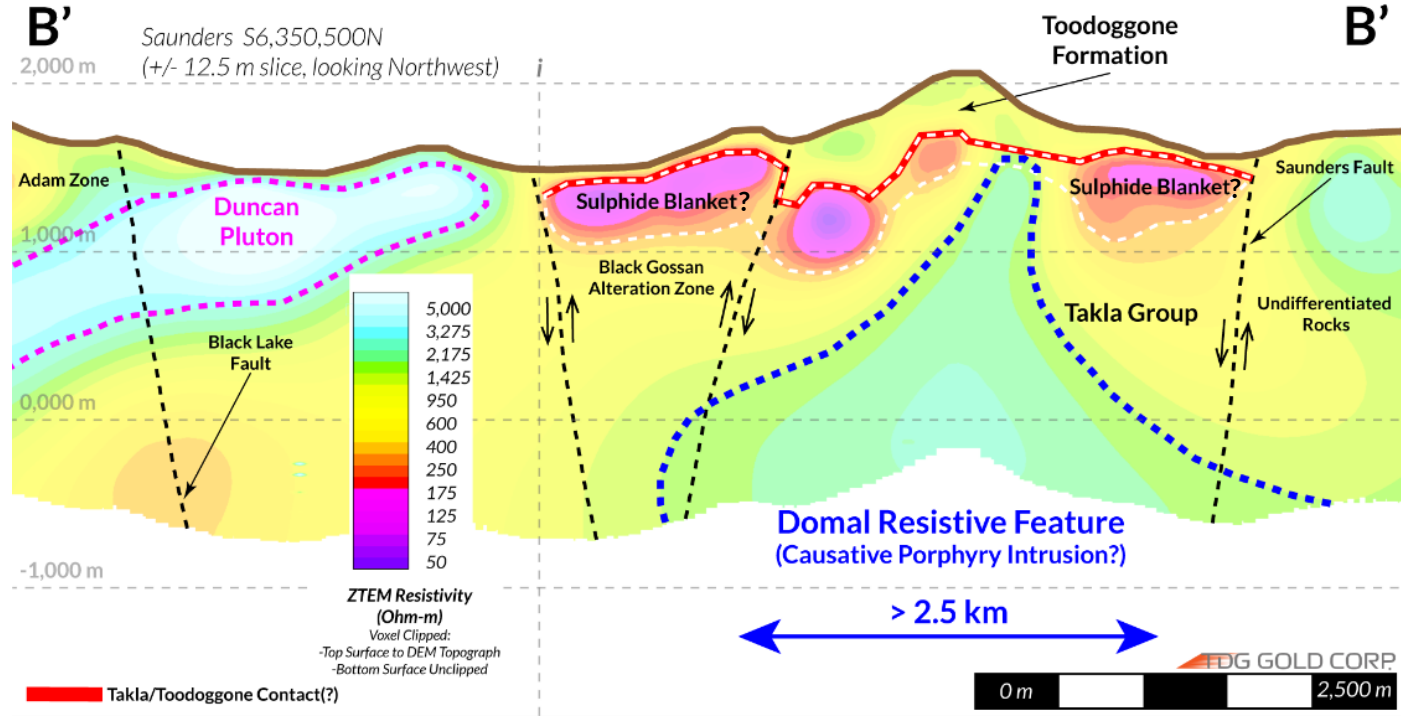 B’
B’
Saunders S6,350,500N
(+/- 12.5 m slice, looking Northwest)
i
Toodoggone
Formation
2,000 m
Adam Zone
Duncan
Pluton
1,000 m
Sulphide Blanket?
Sulphide Blanket?
Saunders Fault
Black Gossan
Alteration Zone
Takla Group
Undifferentiated
Rocks
Black Lake
Fault
0,000 m
5,000
3,275
2,175
1,425
950
600
400
250
175
125
75
50
Domal Resistive Feature
(Causative Porphyry Intrusion?)
-1,000 m
ZTEM Resistivity
(Ohm-m)
Voxel Clipped:
-Top Surface to DEM Topograph
-Bottom Surface Unclipped
> 2.5 km
TDG GOLD CORP.
Takla/Toodoggone Contact(?)
0 m
2,500 m